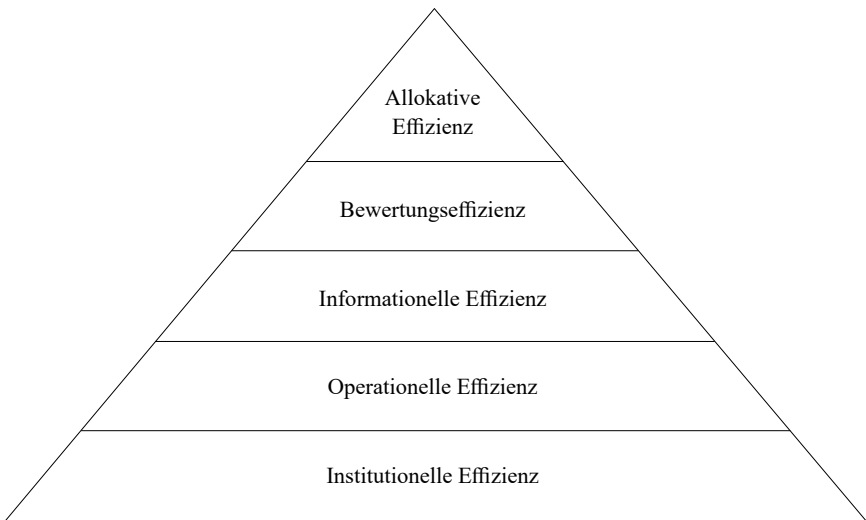 Allokative
Effizienz
Bewertungseffizienz
Informationelle Effizienz
Operationelle Effizienz
Institutionelle Effizienz